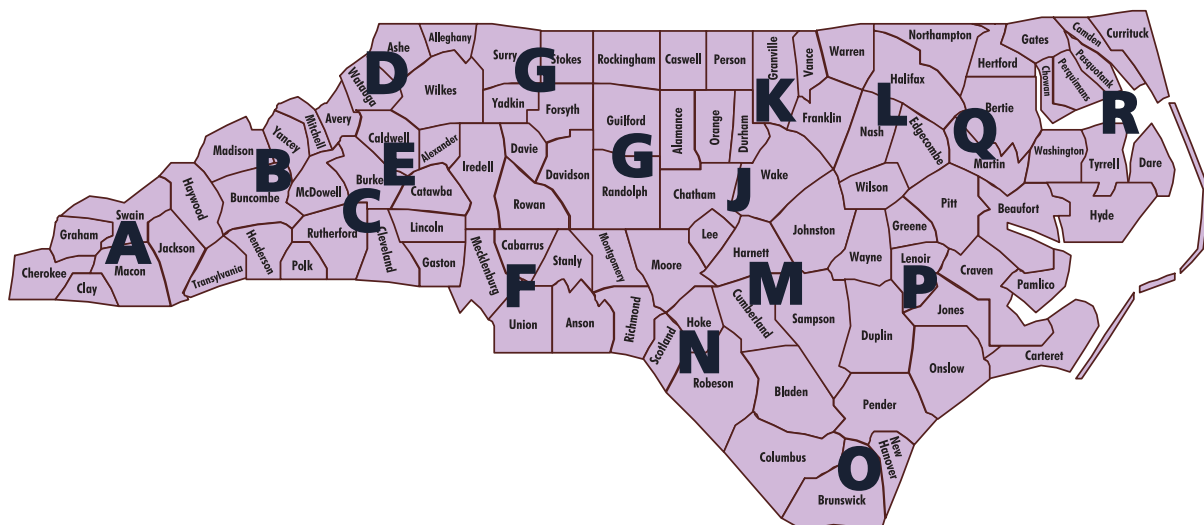 Ashe
Alleghany
Surry
Stokes
Rockingham
Caswell
Person
Granville
Vance
Warren
Northampton
Gates
Camden
Currituck
Pasquotank
Perquimans
Chowan
Hertford
Halifax
D
G
Watauga
Wilkes
Yadkin
Forsyth
Guilford
Alamance
Orange
Durham
K
Franklin
L
Nash
Edgecombe
Bertie
Q
Martin
R
Washington
Tyrrell
Dare
Avery
Mitchell
Yancey
Madison
B
Buncombe
McDowell
Caldwell
E
Burke
Alexander
Iredell
Davie
Davidson
G
Randolph
Chatham
J
Wake
Wilson
Pitt
Beaufort
Hyde
Haywood
Swain
A
Graham
Macon
Jackson
Cherokee
Clay
Transylvania
Henderson
Polk
Rutherford
C
Cleveland
Catawba
Lincoln
Gaston
Rowan
Mecklenburg
Cabarrus
Stanly
F
Union
Anson
Montgomery
Moore
Richmond
Lee
Harnett
Johnston
Wayne
Greene
Lenoir
P
Craven
Pamlico
Jones
Carteret
M
Cumberland
Sampson
Duplin
Onslow
Hoke
Scotland
N
Robeson
Bladen
Pender
Columbus
O
New
Hanover
Brunswick